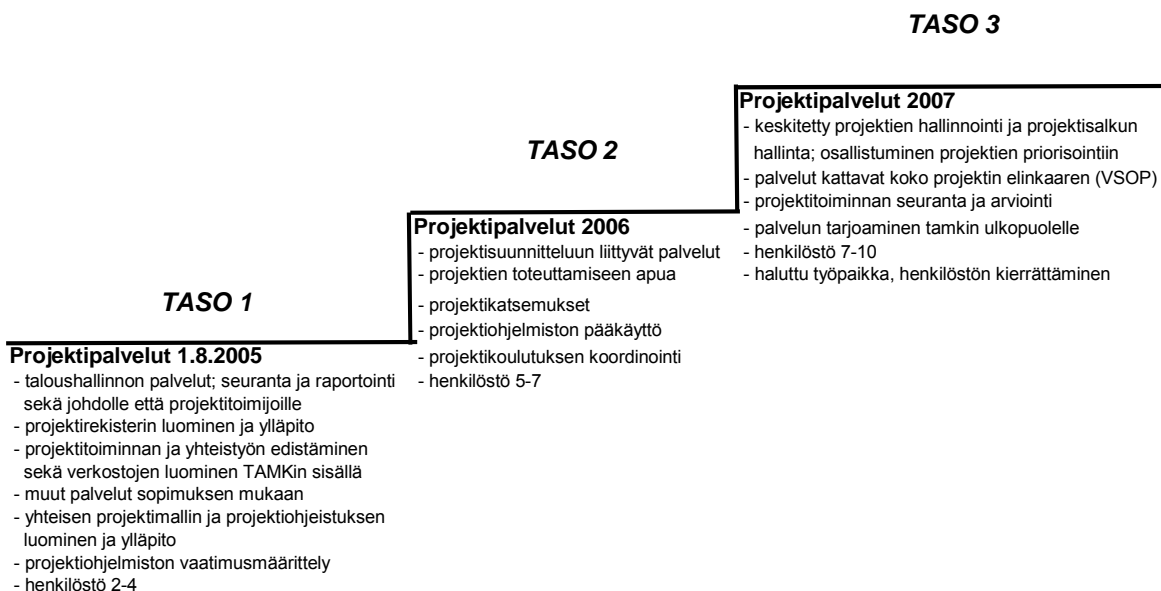 TASO 3
Projektipalvelut 2007
- keskitetty projektien hallinnointi ja projektisalkun
hallinta; osallistuminen projektien priorisointiin
- palvelut kattavat koko projektin elinkaaren (VSOP)
- projektitoiminnan seuranta ja arviointi
- palvelun tarjoaminen tamkin ulkopuolelle
- henkilöstö 7-10
- haluttu työpaikka, henkilöstön kierrättäminen
TASO 2
Projektipalvelut 2006
- projektisuunnitteluun liittyvät palvelut
- projektien toteuttamiseen apua
- projektikatsemukset
- projektiohjelmiston pääkäyttö
- projektikoulutuksen koordinointi
- henkilöstö 5-7
TASO 1
Projektipalvelut 1.8.2005
- taloushallinnon palvelut; seuranta ja raportointi
sekä johdolle että projektitoimijoille
- projektirekisterin luominen ja ylläpito
- projektitoiminnan ja yhteistyön edistäminen
sekä verkostojen luominen TAMKin sisällä
- muut palvelut sopimuksen mukaan
- yhteisen projektimallin ja projektiohjeistuksen
luominen ja ylläpito
- projektiohjelmiston vaatimusmäärittely
- henkilöstö 2-4